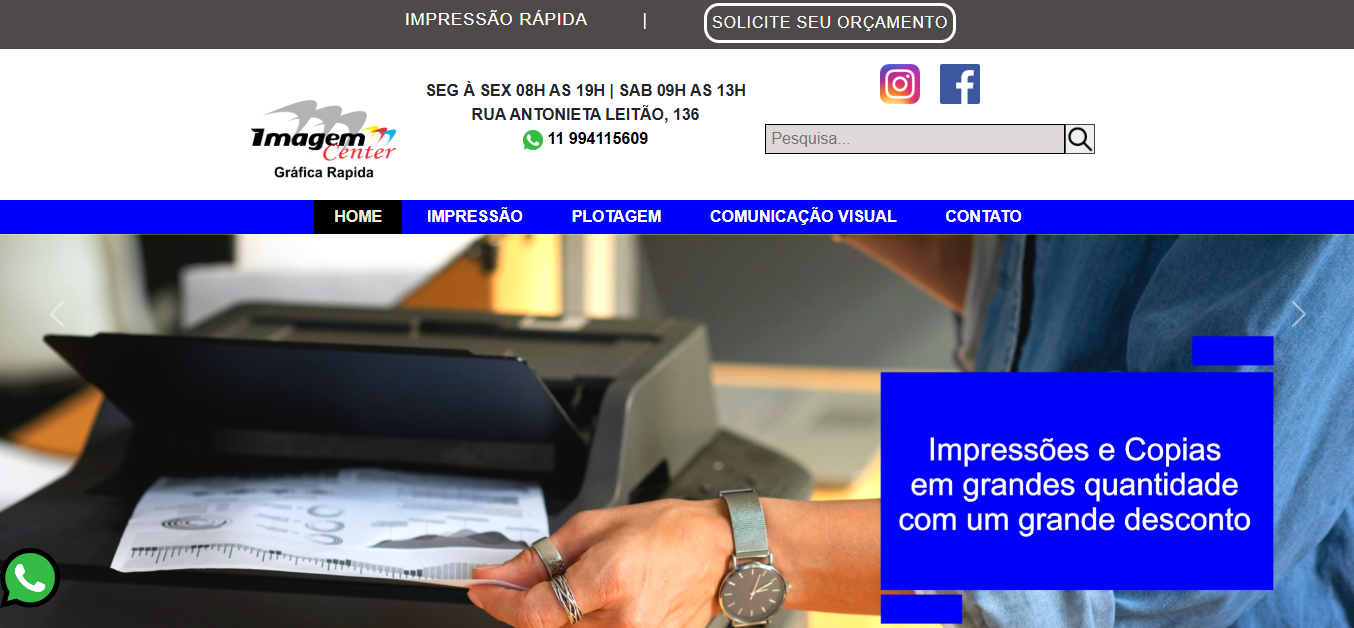 IMPRESSÃO RÁPIDA | SOLICITE SEU ORÇAMENTO
SEG À SEX 08H AS 19H | SAB 09H AS 13H
RUA ANTONIETA LEITÃO, 136
11 994115609
Imagem
Center
Gráfica Rapida
Pesquisa...
HOME IMPRESSÃO PLOTAGEM COMUNICAÇÃO VISUAL CONTATO
Impressões e Copias
em grandes quantidade
com um grande desconto